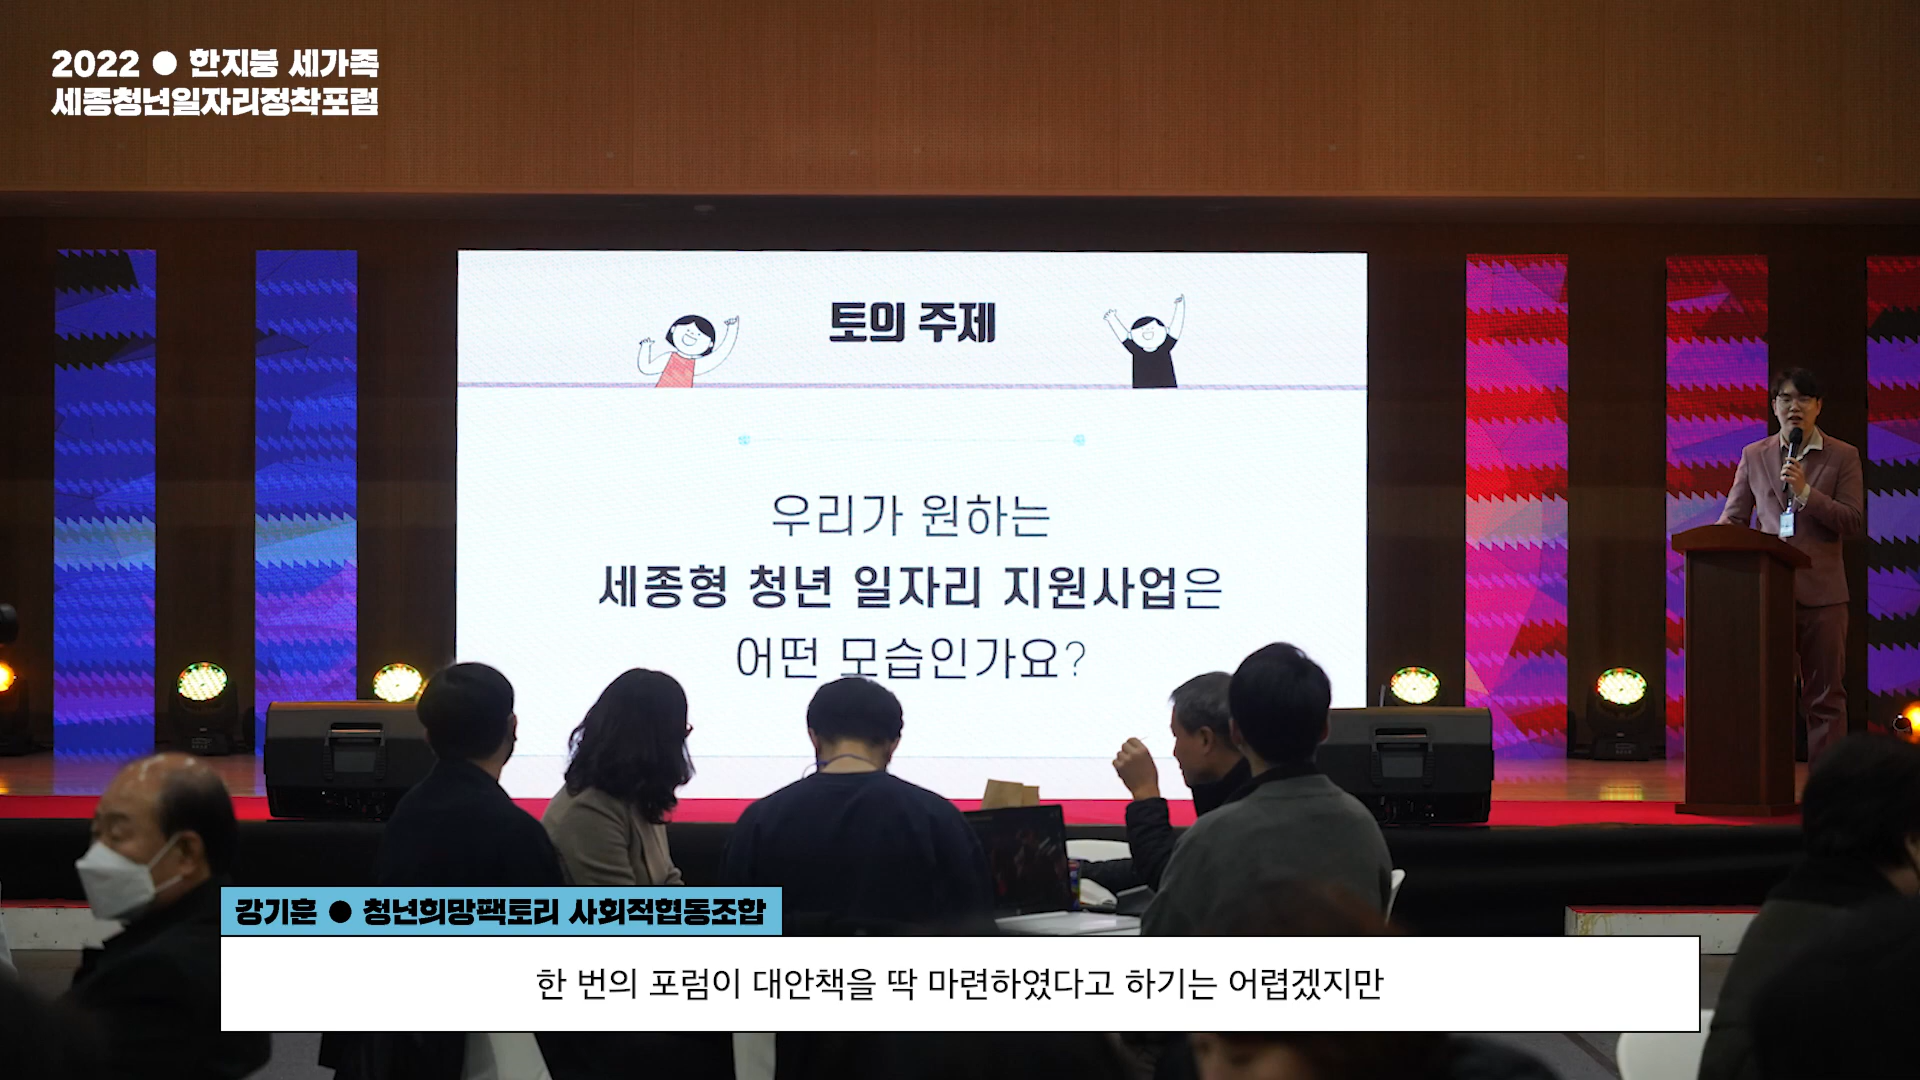 2022 ● 한지붕 세가족
세종청년일자리정착포럼
토의 주제
우리가 원하는
세종형 청년 일자리 지원사업은
어떤 모습인가요?
강기훈 ● 청년희망팩토리 사회적협동조합
한 번의 포럼이 대안책을 딱 마련하였다고 하기는 어렵겠지만